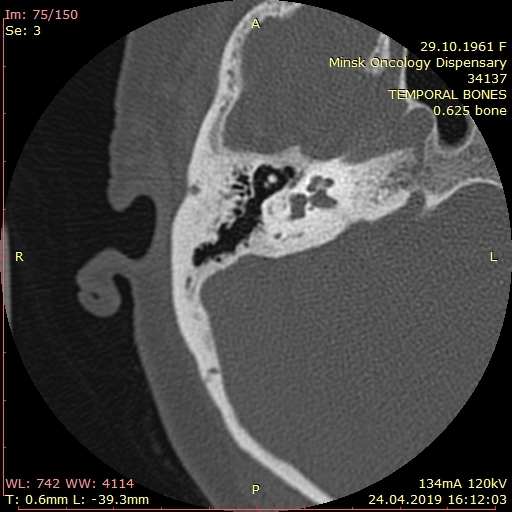 Im: 75/150
Se: 3
A
29.10.1961 F
Minsk Oncology Dispensary
34137
TEMPORAL BONES
0.625 bone
R
L
WL: 742 WW: 4114
T: 0.6mm L: -39.3mm
P
134mA 120kV
24.04.2019 16:12:03